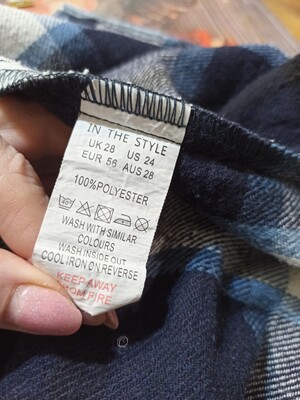 IN THE STYLE
UK 28 US 24
EUR 56 AUS 28
100%POLYESTER
WASH WITH SIMILAR
COLOURS
WASH INSIDE OUT
COOL IRON ON REVERSE
KEEP AWAY
FROM FIRE